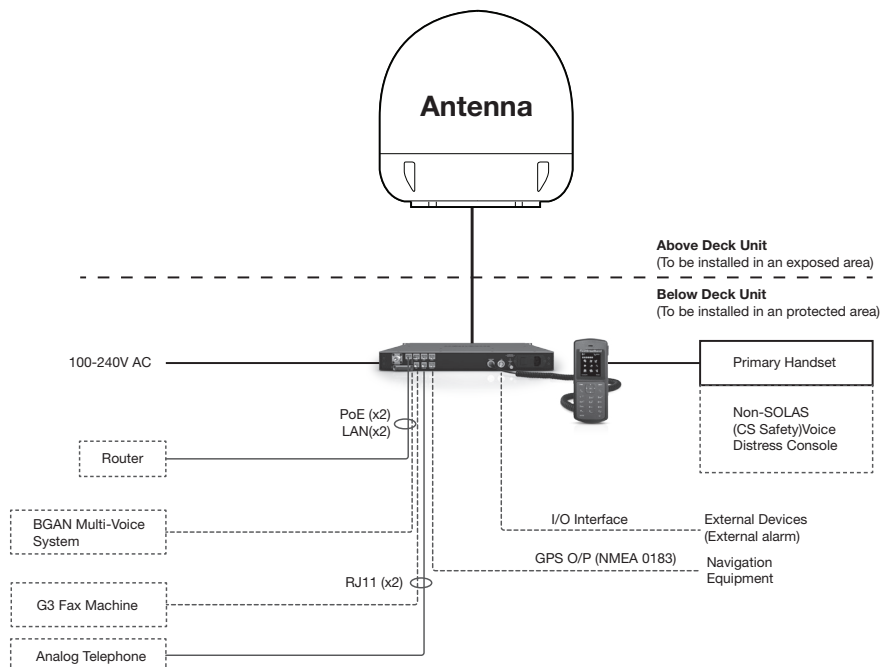 Antenna
Above Deck Unit
(To be installed in an exposed area)
Below Deck Unit
(To be installed in an protected area)
100-240V AC
Primary Handset
PoE (x2)
LAN(x2)
Non-SOLAS
(CS Safety)Voice
Distress Console
Router
BGAN Multi-Voice
System
I/O Interface
External Devices
(External alarm)
GPS O/P (NMEA 0183)
Navigation
Equipment
RJ11 (x2)
G3 Fax Machine
Analog Telephone